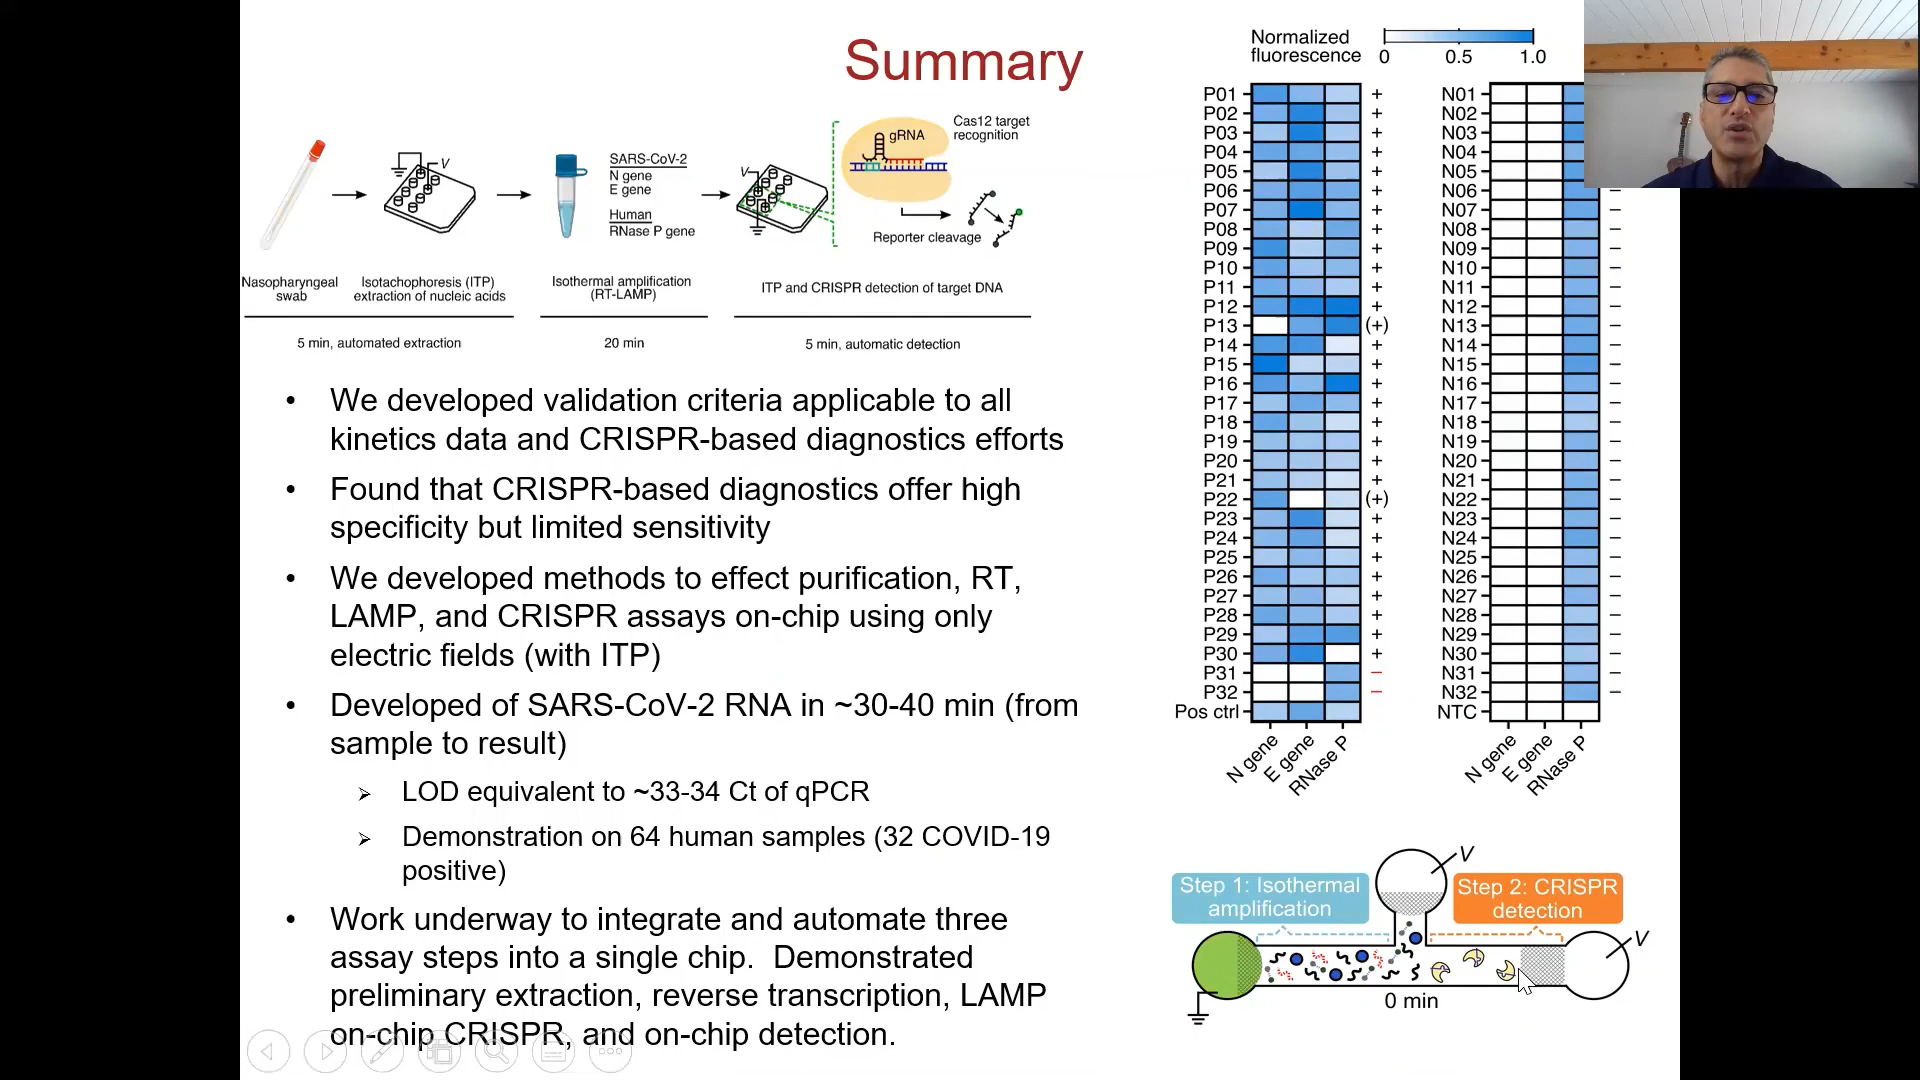 Summary
Nasopharyngeal
swab
Isotachophoresis (ITP)
extraction of nucleic acids
5 min, automated extraction
V
SARS-CoV-2
N gene
E gene
Human
RNase P gene
Isothermal amplification
(RT-LAMP)
20 min
V
gRNA
Cas12 target
recognition
Reporter cleavage
ITP and CRISPR detection of target DNA
5 min, automatic detection
• We developed validation criteria applicable to all
kinetics data and CRISPR-based diagnostics efforts
• Found that CRISPR-based diagnostics offer high
specificity but limited sensitivity
• We developed methods to effect purification, RT,
LAMP, and CRISPR assays on-chip using only
electric fields (with ITP)
• Developed of SARS-CoV-2 RNA in ~30-40 min (from
sample to result)
➢ LOD equivalent to ~33-34 Ct of qPCR
➢ Demonstration on 64 human samples (32 COVID-19
positive)
• Work underway to integrate and automate three
assay steps into a single chip. Demonstrated
preliminary extraction, reverse transcription, LAMP
on-chip CRISPR, and on-chip detection.
Normalized
fluorescence
0 0.5 1.0
P01 +
P02 +
P03 +
P04 +
P05 +
P06 +
P07 +
P08 +
P09 +
P10 +
P11 +
P12 +
P13 (+)
P14 +
P15 +
P16 +
P17 +
P18 +
P19 +
P20 +
P21 +
P22 (+)
P23 +
P24 +
P25 +
P26 +
P27 +
P28 +
P29 +
P30 +
P31 –
P32 –
Pos ctrl
N gene
E gene
RNase P
N01
N02
N03
N04
N05
N06 –
N07 –
N08 –
N09 –
N10 –
N11 –
N12 –
N13 –
N14 –
N15 –
N16 –
N17 –
N18 –
N19 –
N20 –
N21 –
N22 –
N23 –
N24 –
N25 –
N26 –
N27 –
N28 –
N29 –
N30 –
N31 –
N32 –
NTC
N gene
E gene
RNase P
Step 1: Isothermal
amplification
V
Step 2: CRISPR
detection
V
0 min